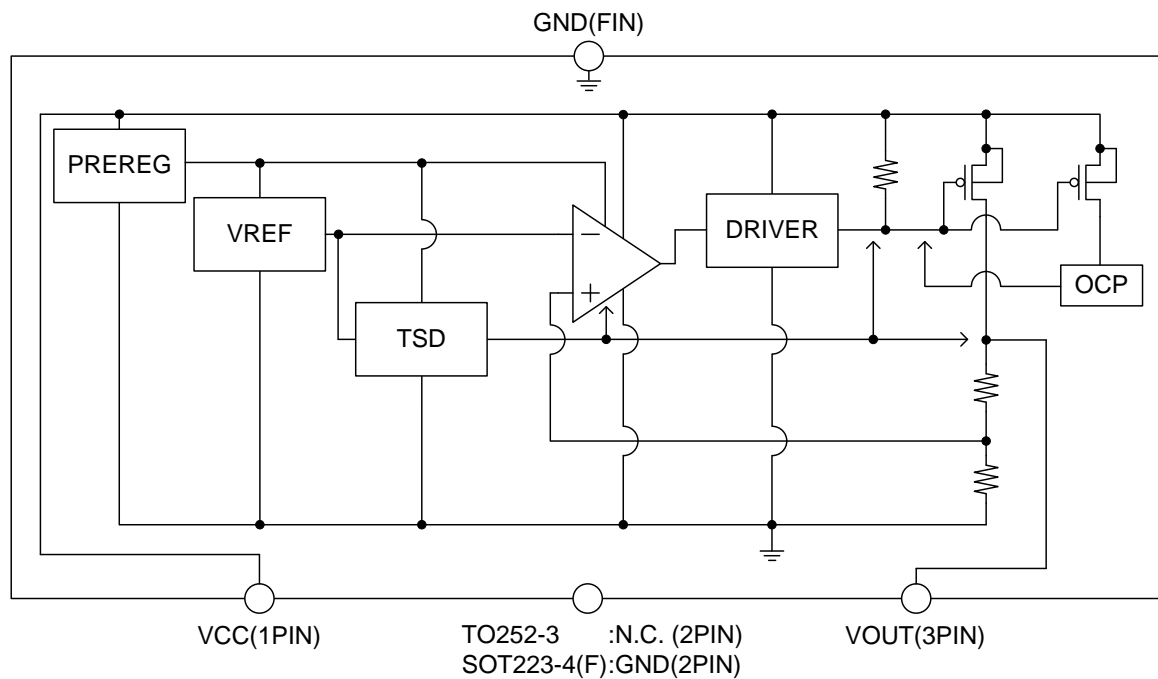 GND(FIN)
PREREG
VREF
TSD
−
+
DRIVER
OCP
VCC(1PIN)
TO252-3 :N.C. (2PIN)
SOT223-4(F):GND(2PIN)
VOUT(3PIN)